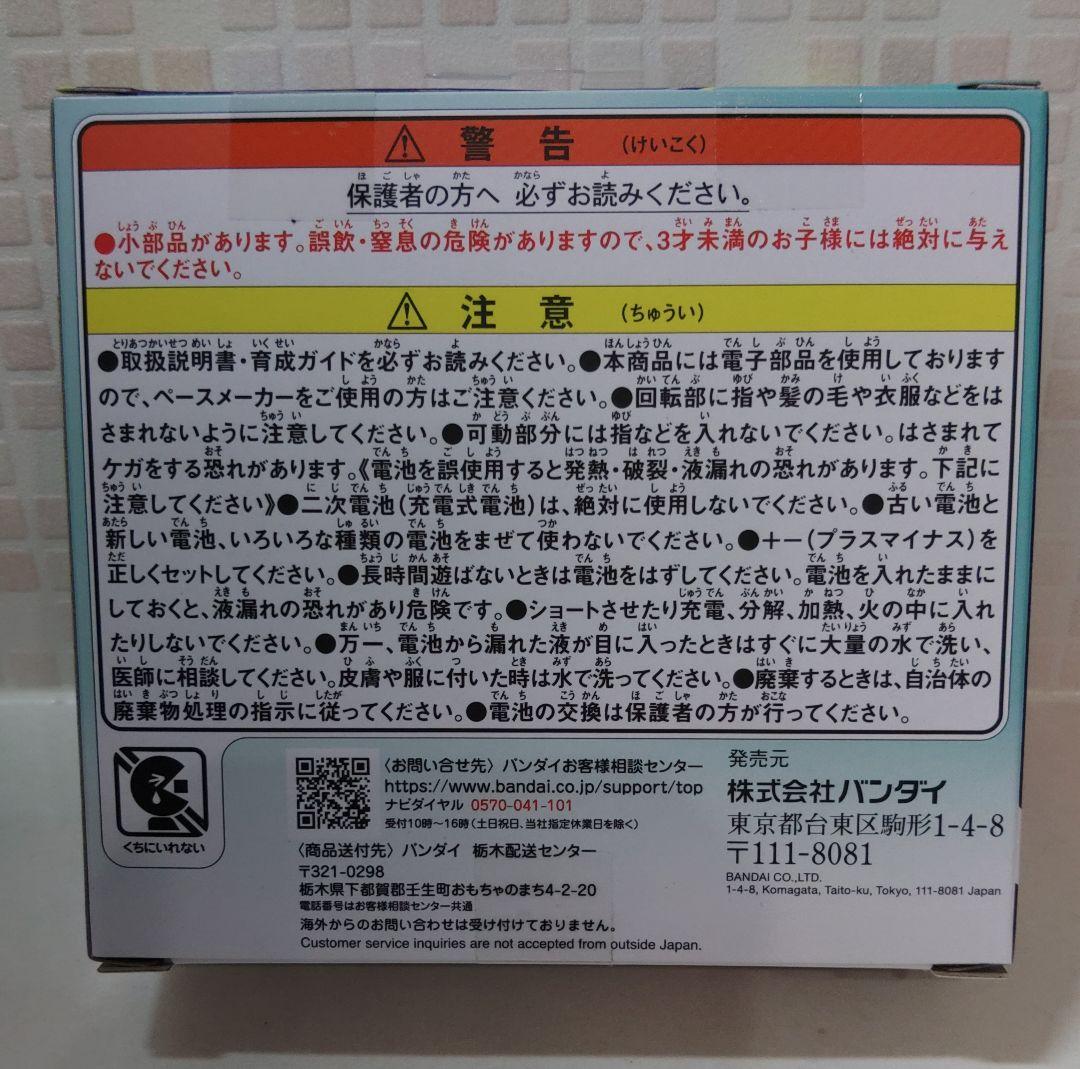 警告 (けいこく)
保護者の方へ 必ずお読みください。
●小部品があります。誤飲・窒息の危険がありますので、3才未満のお子様には絶対に与え
ないでください。
注意 (ちゅうい)
●取扱説明書・育成ガイドを必ずお読みください。●本商品には電子部品を使用しております
ので、ペースメーカーをご使用の方はご注意ください。●回転部に指や髪の毛や衣服などをは
さまれないように注意してください。●可動部分には指などを入れないでください。はさまれて
ケガをする恐れがあります。《電池を誤使用すると発熱・破裂・液漏れの恐れがあります。下記に
注意してください》●二次電池(充電式電池)は、絶対に使用しないでください。●古い電池と
新しい電池、いろいろな種類の電池をまぜて使わないでください。●+-(プラスマイナス)を
正しくセットしてください。●長時間遊ばないときは電池をはずしてください。電池を入れたままに
しておくと、液漏れの恐れがあり危険です。●ショートさせたり充電、分解、加熱、火の中に入れ
たりしないでください。●万一、電池から漏れた液が目に入ったときはすぐに大量の水で洗い、
医師に相談してください。皮膚や服に付いた時は水で洗ってください。●廃棄するときは、自治体の
廃棄物処理の指示に従ってください。●電池の交換は保護者の方が行ってください。
くちにいれない
〈お問い合せ先〉バンダイお客様相談センター
https://www.bandai.co.jp/support/top
ナビダイヤル 0570-041-101
受付10時〜16時(土日祝日、当社指定休業日を除く)
〈商品送付先〉バンダイ 栃木配送センター
〒321-0298
栃木県下都賀郡壬生町おもちゃのまち4-2-20
電話番号はお客様相談センター共通
海外からのお問い合わせは受け付けておりません。
Customer service inquiries are not accepted from outside Japan.
発売元
株式会社バンダイ
東京都台東区駒形1-4-8
〒111-8081
BANDAI CO.,LTD.
1-4-8, Komagata, Taito-ku, Tokyo, 111-8081 Japan